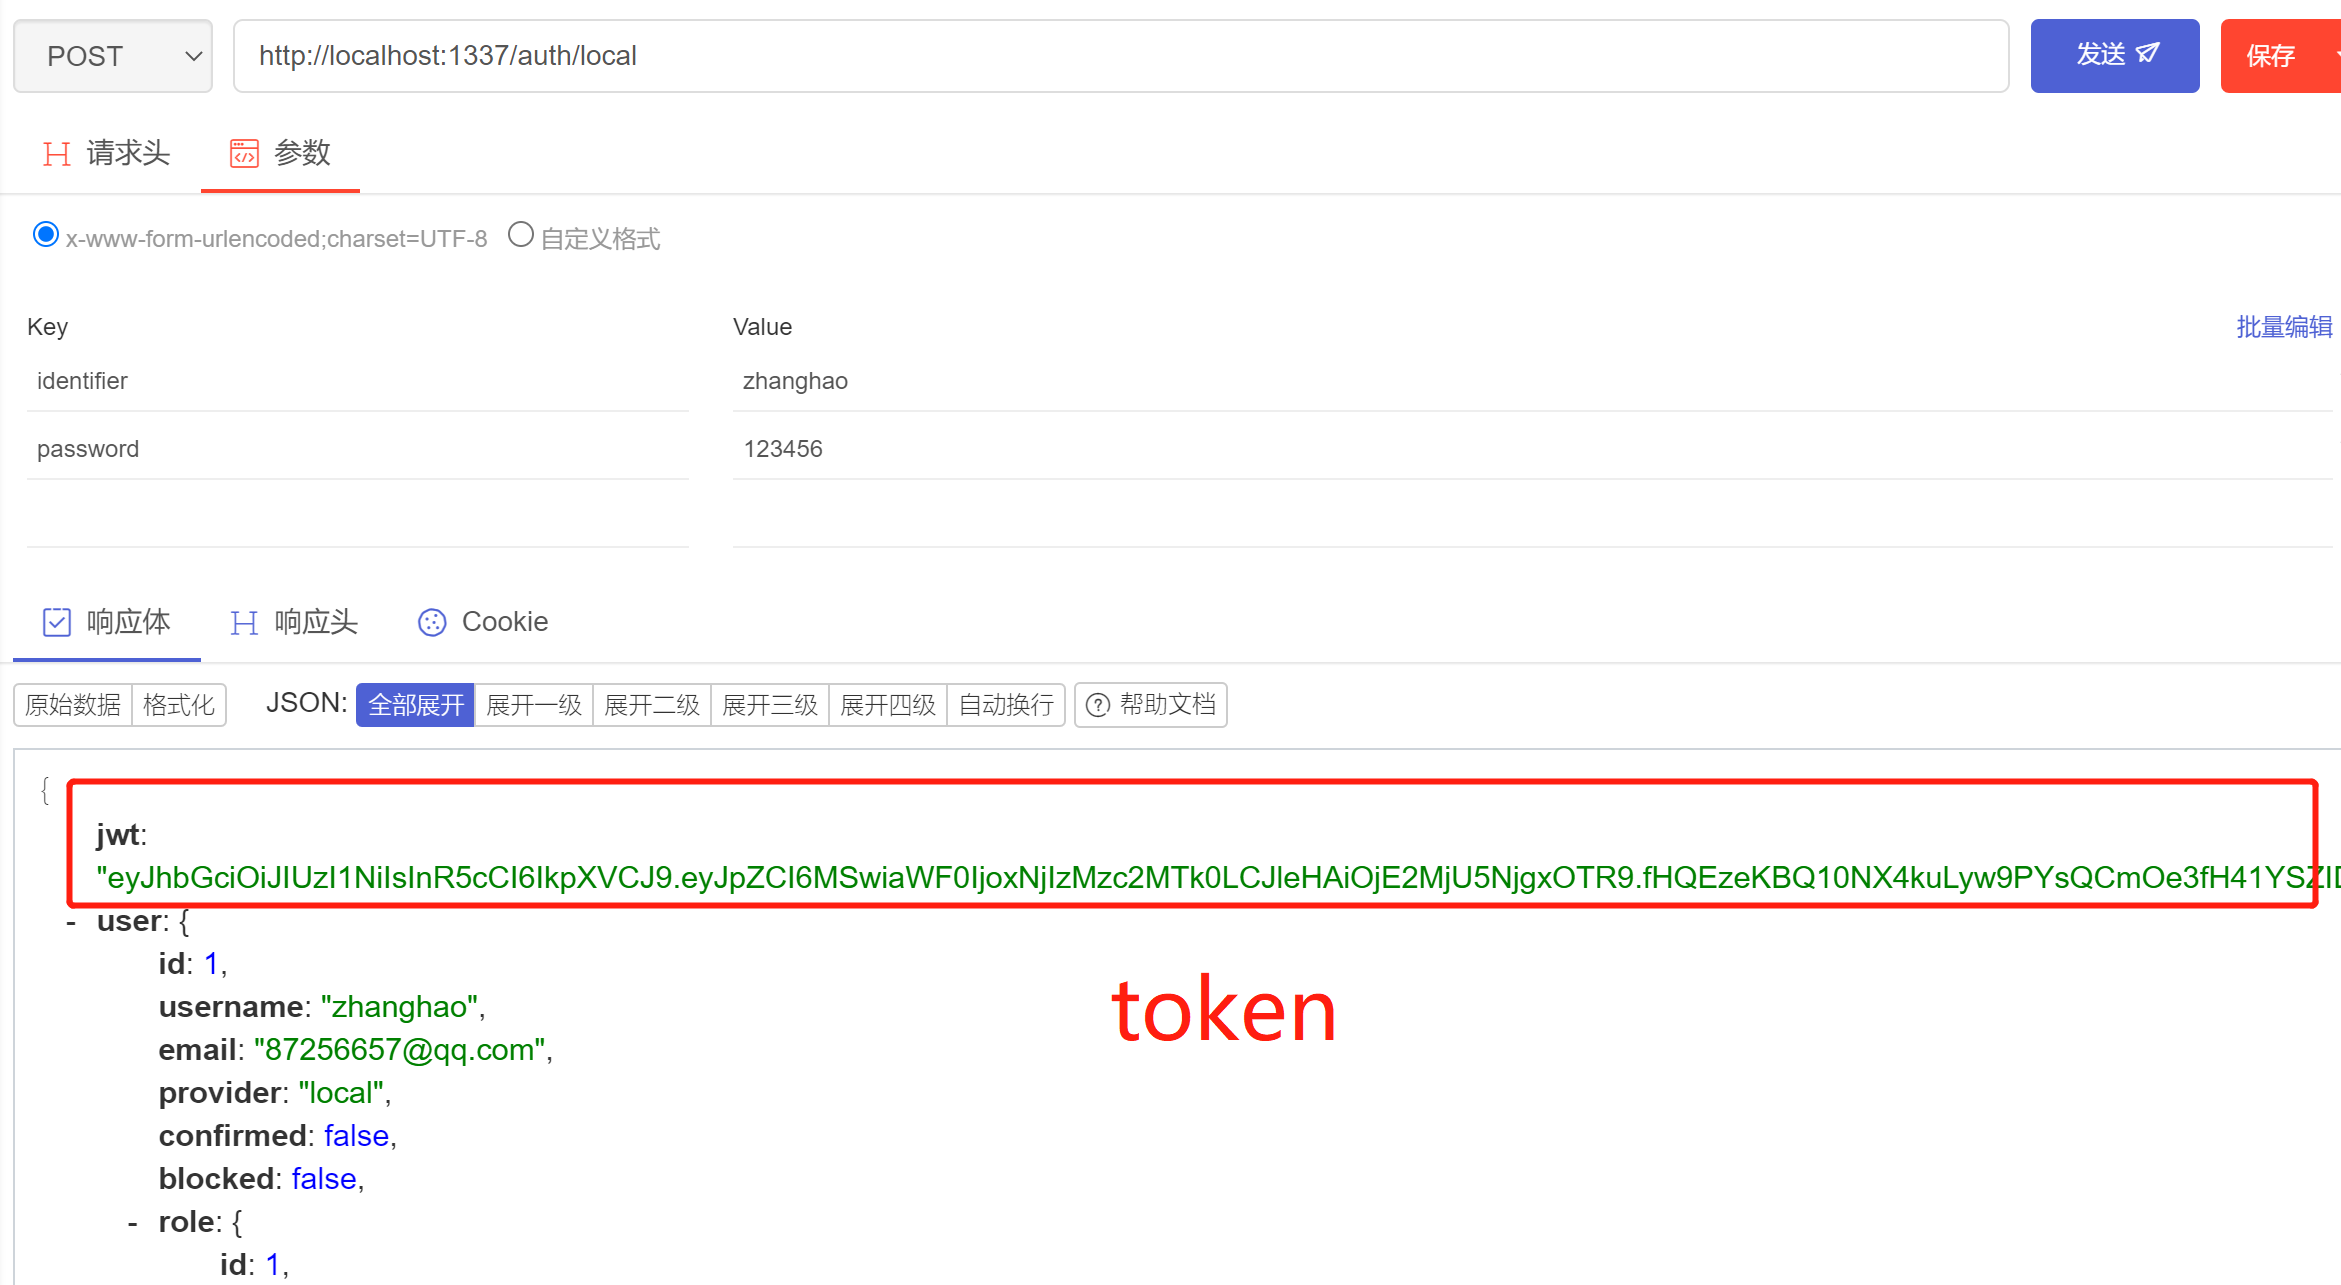 POST
http://localhost:1337/auth/local
发送
保存
请求头 参数
x-www-form-urlencoded;charset=UTF-8 自定义格式
Key Value 批量编辑
identifier zhanghao
password 123456
响应体 响应头 Cookie
原始数据 格式化 JSON: 全部展开 展开一级 展开二级 展开三级 展开四级 自动换行 帮助文档
{
jwt:
"eyJhbGciOiJIUzI1NiIsInR5cCI6IkpXVCJ9.eyJpZCI6MSwiaWF0IjoxNjIzMzc2MTk0LCJleHAiOjE2MjU5NjgxOTR9.fHQEzeKBQ10NX4kuLyw9PYsQCmOe3fH41YSZI
- user: {
id: 1,
username: "zhanghao",
token
email: "87256657@qq.com",
provider: "local",
confirmed: false,
blocked: false,
- role: {
id: 1,